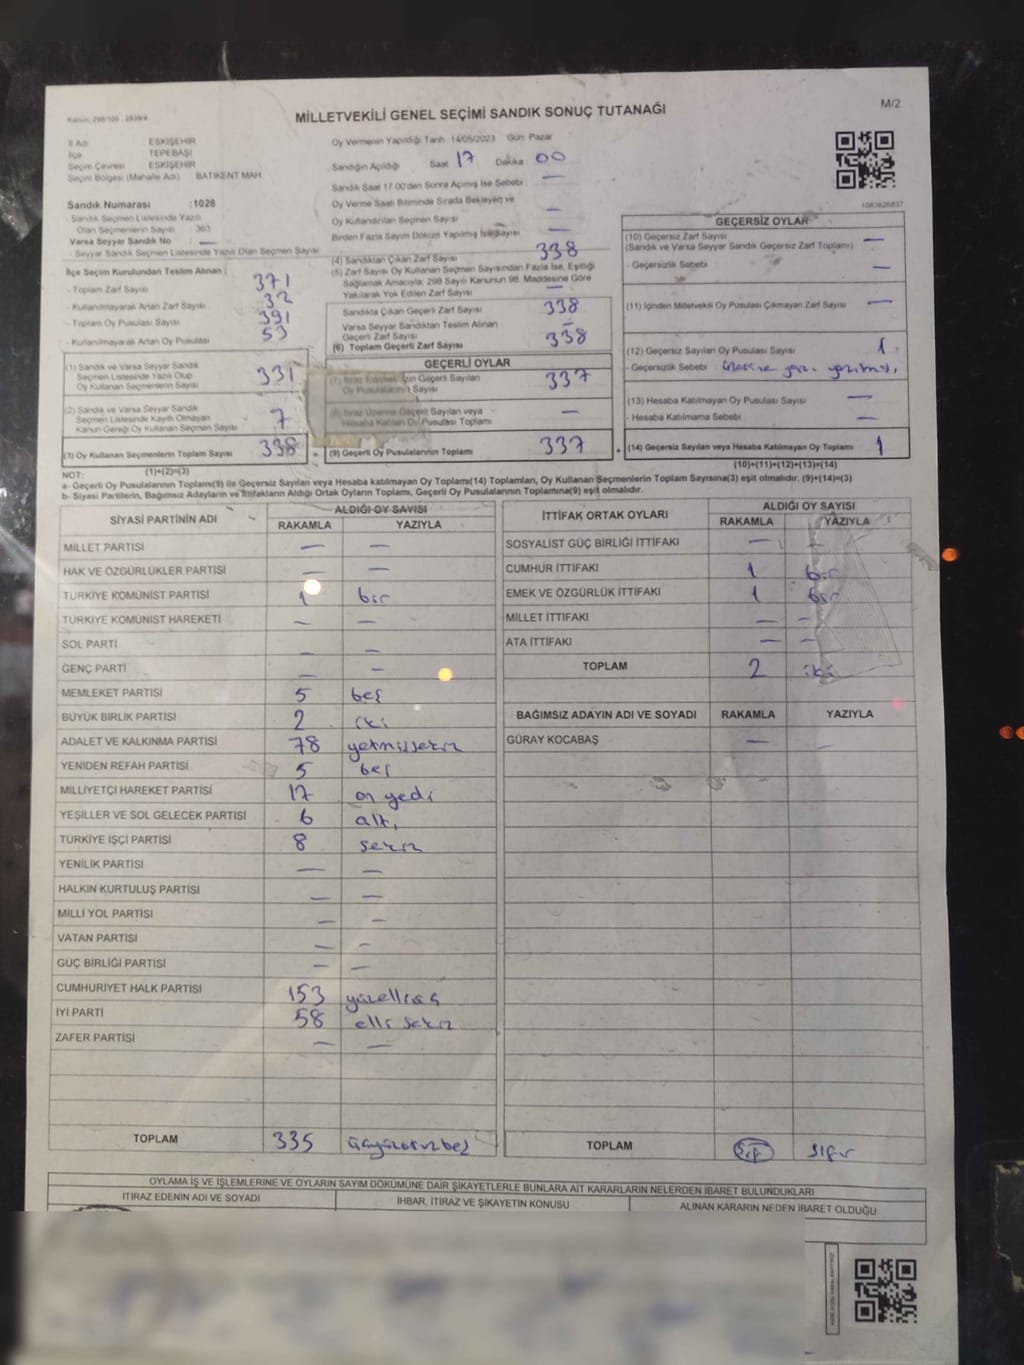 MİLLETVEKİLİ GENEL SEÇİMİ SANDIK SONUÇ TUTANAĞI
M/2
İl Adı ESKİŞEHİR
İlçe TEPEBAŞI
Seçim Çevresi ESKİŞEHİR
Seçim Bölgesi (Mahalle Adı) BATIKENT MAH.
Sandık Numarası :1028
- Sandık Seçmen Listesinde Yazılı
Olan Seçmenlerin Sayısı 363
Varsa Seyyar Sandık No —
- Seyyar Sandık Seçmen Listesinde Yazılı Olan Seçmen Sayısı
İlçe Seçim Kurulundan Teslim Alınan :
- Toplam Zarf Sayısı 371
- Kullanılmayarak Artan Zarf Sayısı 32
- Toplam Oy Pusulası Sayısı 391
- Kullanılmayarak Artan Oy Pusulası 53
(1) Sandık ve Varsa Seyyar Sandık
Seçmen Listesinde Yazılı Olup
Oy Kullanan Seçmenlerin Sayısı 331
(2) Sandık ve Varsa Seyyar Sandık
Seçmen Listesinde Kayıtlı Olmayan
Kanun Gereği Oy Kullanan Seçmen Sayısı 7
(3) Oy Kullanan Seçmenlerin Toplam Sayısı 338
(1)+(2)=(3)
Oy Vermenin Yapıldığı Tarih 14/05/2023 Gün Pazar
Sandığın Açıldığı Saat 17 Dakika 00
Sandık Saat 17.00'den Sonra Açılmış İse Sebebi —
Oy Verme Saati Bitiminde Sırada Bekleyen ve
Oy Kullandırılan Seçmen Sayısı —
Birden Fazla Sayım Döküm Yapılmış İse Sayısı —
(4) Sandıktan Çıkan Zarf Sayısı 338
(5) Zarf Sayısı Oy Kullanan Seçmen Sayısından Fazla İse, Eşitliği
Sağlamak Amacıyla, 298 Sayılı Kanunun 98. Maddesine Göre
Yakılarak Yok Edilen Zarf Sayısı —
Sandıkta Çıkan Geçerli Zarf Sayısı 338
Varsa Seyyar Sandıktan Teslim Alınan
Geçerli Zarf Sayısı —
(6) Toplam Geçerli Zarf Sayısı 338
GEÇERLİ OYLAR
(7) İtiraz Edilmeksizin Geçerli Sayılan
Oy Pusulalarının Sayısı 337
(8) İtiraz Üzerine Geçerli Sayılan veya
Hesaba Katılan Oy Pusulası Toplamı —
(9) Geçerli Oy Pusulalarının Toplamı 337
1083626837
GEÇERSİZ OYLAR
(10) Geçersiz Zarf Sayısı
(Sandık ve Varsa Seyyar Sandık Geçersiz Zarf Toplamı) —
- Geçersizlik Sebebi —
(11) İçinden Milletvekili Oy Pusulası Çıkmayan Zarf Sayısı —
(12) Geçersiz Sayılan Oy Pusulası Sayısı 1
- Geçersizlik Sebebi üzerine yazı yazılmış
(13) Hesaba Katılmayan Oy Pusulası Sayısı —
- Hesaba Katılmama Sebebi —
(14) Geçersiz Sayılan veya Hesaba Katılmayan Oy Toplamı 1
(10)+(11)+(12)+(13)=(14)
NOT:
a- Geçerli Oy Pusulalarının Toplamı(9) ile Geçersiz Sayılan veya Hesaba katılmayan Oy Toplamı(14) Toplamları, Oy Kullanan Seçmenlerin Toplam Sayısına(3) eşit olmalıdır. (9)+(14)=(3)
b- Siyasi Partilerin, Bağımsız Adayların ve İttifakların Aldığı Ortak Oyların Toplamı, Geçerli Oy Pusulalarının Toplamına(9) eşit olmalıdır.
SİYASİ PARTİNİN ADI ALDIĞI OY SAYISI
RAKAMLA YAZIYLA
MİLLET PARTİSİ — —
HAK VE ÖZGÜRLÜKLER PARTİSİ — —
TÜRKİYE KOMÜNİST PARTİSİ 1 bir
TÜRKİYE KOMÜNİST HAREKETİ — —
SOL PARTİ — —
GENÇ PARTİ — —
MEMLEKET PARTİSİ 5 beş
BÜYÜK BİRLİK PARTİSİ 2 iki
ADALET VE KALKINMA PARTİSİ 78 yetmişsekiz
YENİDEN REFAH PARTİSİ 5 beş
MİLLİYETÇİ HAREKET PARTİSİ 17 on yedi
YEŞİLLER VE SOL GELECEK PARTİSİ 6 altı
TÜRKİYE İŞÇİ PARTİSİ 8 sekiz
YENİLİK PARTİSİ — —
HALKIN KURTULUŞ PARTİSİ — —
MİLLİ YOL PARTİSİ — —
VATAN PARTİSİ — —
GÜÇ BİRLİĞİ PARTİSİ — —
CUMHURİYET HALK PARTİSİ 153 yüzelliüç
İYİ PARTİ 58 elli sekiz
ZAFER PARTİSİ — —
TOPLAM 335 üçyüzotuzbeş
İTTİFAK ORTAK OYLARI ALDIĞI OY SAYISI
RAKAMLA YAZIYLA
SOSYALİST GÜÇ BİRLİĞİ İTTİFAKI — —
CUMHUR İTTİFAKI 1 bir
EMEK VE ÖZGÜRLÜK İTTİFAKI 1 bir
MİLLET İTTİFAKI — —
ATA İTTİFAKI — —
TOPLAM 2 iki
BAĞIMSIZ ADAYIN ADI VE SOYADI RAKAMLA YAZIYLA
GÜRAY KOCABAŞ — —
TOPLAM sıfır
OYLAMA İŞ VE İŞLEMLERİNE VE OYLARIN SAYIM DÖKÜMÜNE DAİR ŞİKAYETLERLE BUNLARA AİT KARARLARIN NELERDEN İBARET BULUNDUKLARI
İTİRAZ EDENİN ADI VE SOYADI İHBAR, İTİRAZ VE ŞİKAYETİN KONUSU ALINAN KARARIN NEDEN İBARET OLDUĞU